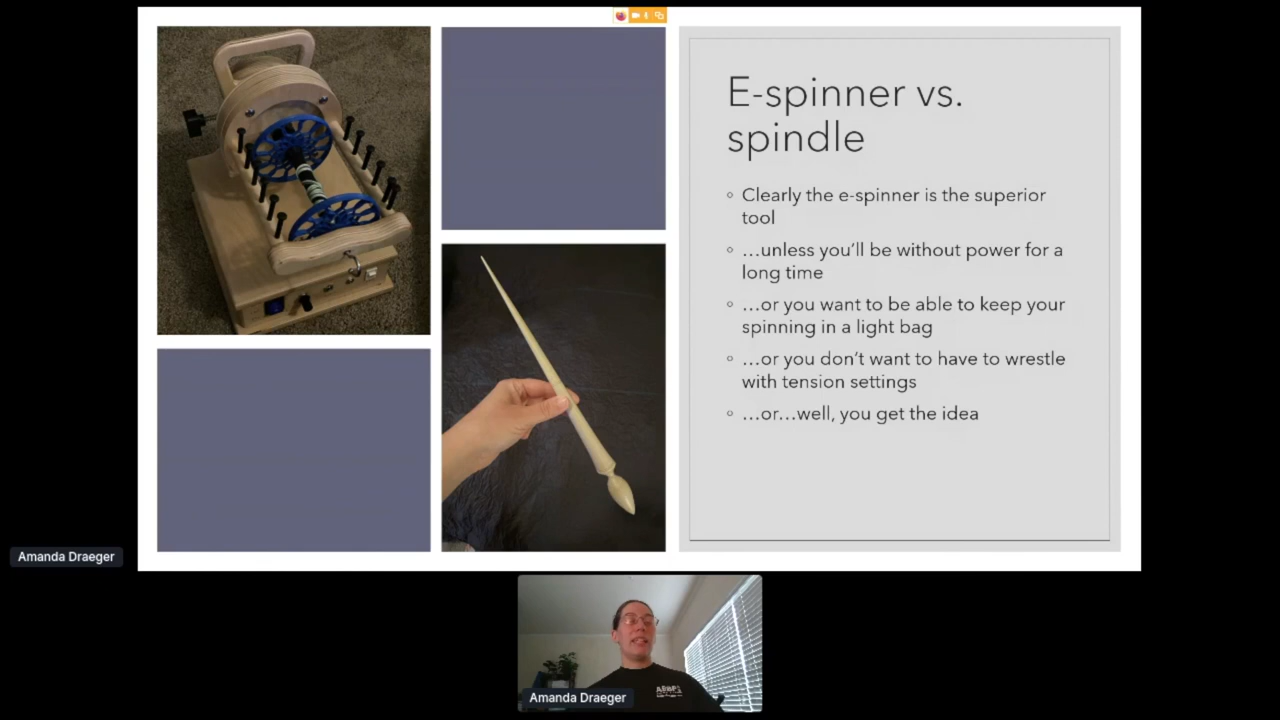 E-spinner vs.
spindle
Clearly the e-spinner is the superior
tool
…unless you’ll be without power for a
long time
…or you want to be able to keep your
spinning in a light bag
…or you don’t want to have to wrestle
with tension settings
…or…well, you get the idea
Amanda Draeger
Amanda Draeger